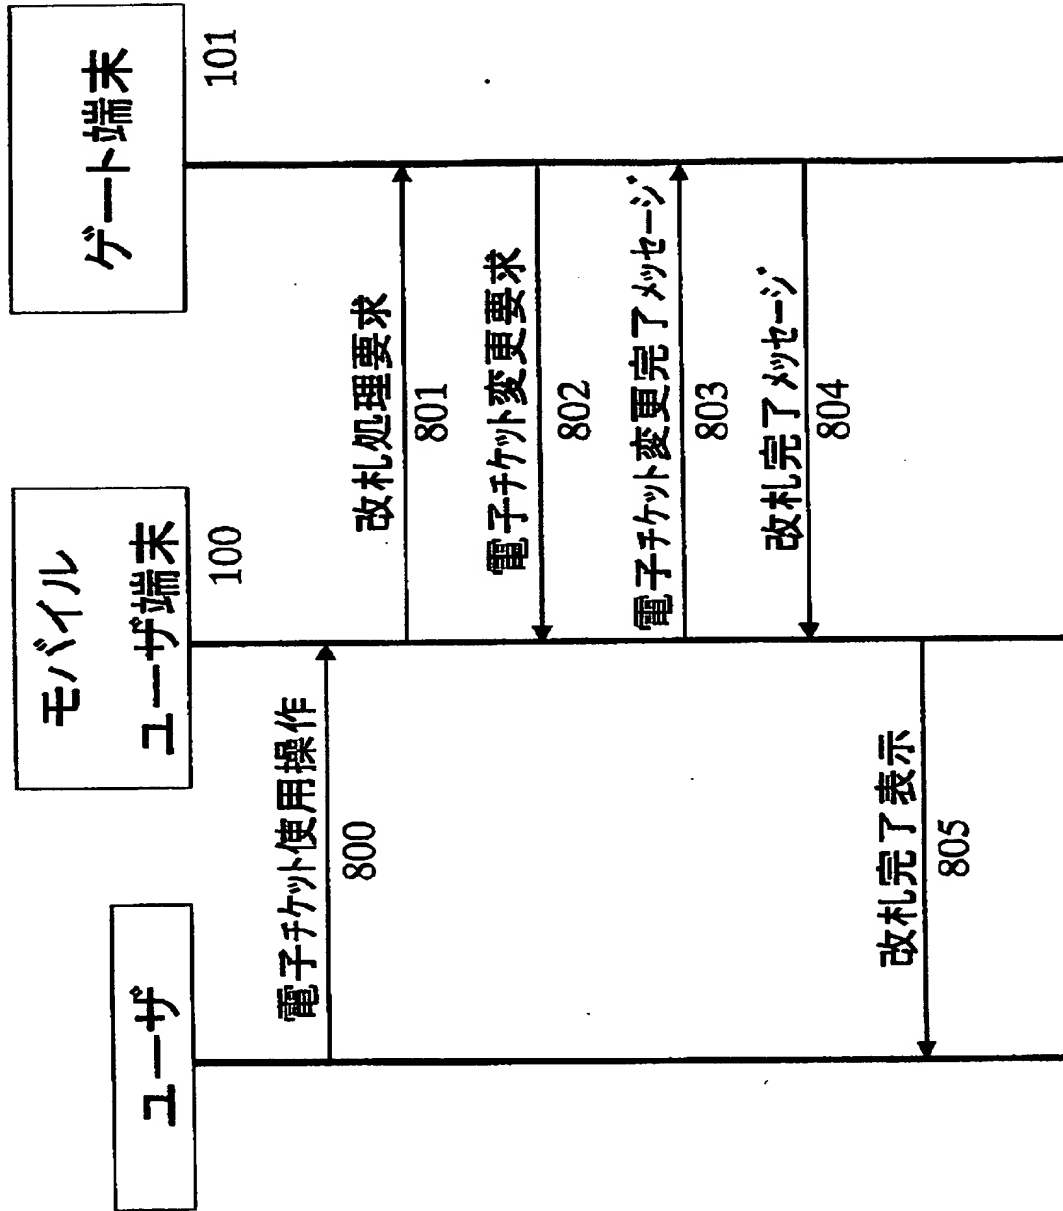 ユーザ
モバイル
ユーザ端末
100
ゲート端末
101
電子チケット使用操作
800
改札処理要求
801
電子チケット変更要求
802
電子チケット変更完了メッセージ
803
改札完了メッセージ
804
改札完了表示
805